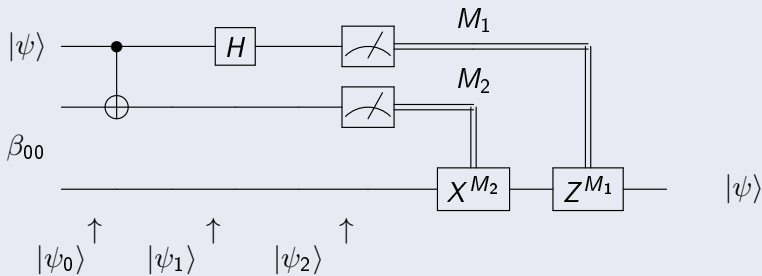 M₁
|ψ⟩ H
M₂
β₀₀
X^{M₂} Z^{M₁} |ψ⟩
↑ ↑ ↑
|ψ₀⟩ |ψ₁⟩ |ψ₂⟩